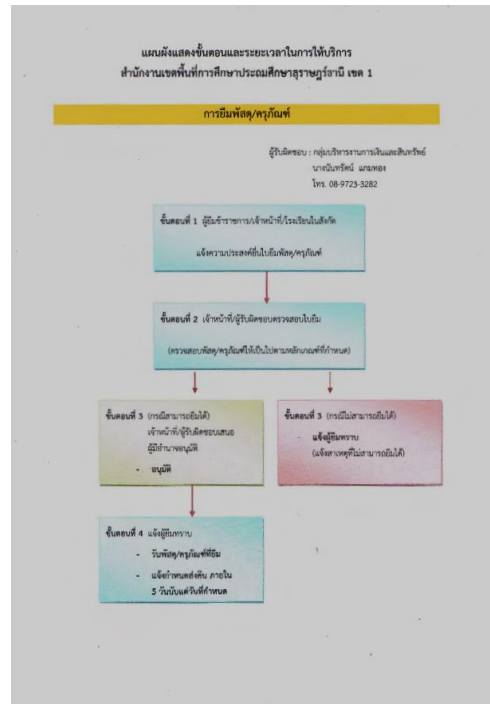 แผนผังแสดงขั้นตอนและระยะเวลาในการให้บริการ
สำนักงานเขตพื้นที่การศึกษาประถมศึกษาสุราษฎร์ธานี เขต 1
การยืมพัสดุ/ครุภัณฑ์
ผู้รับผิดชอบ : กลุ่มบริหารงานการเงินและสินทรัพย์
นางนันทรัตน์ แกมทอง
โทร. 08-9723-3282
ขั้นตอนที่ 1 ผู้ยืมข้าราชการ/เจ้าหน้าที่/โรงเรียนในสังกัด
แจ้งความประสงค์ยื่นใบยืมพัสดุ/ครุภัณฑ์
ขั้นตอนที่ 2 เจ้าหน้าที่/ผู้รับผิดชอบตรวจสอบใบยืม
(ตรวจสอบพัสดุ/ครุภัณฑ์ให้เป็นไปตามหลักเกณฑ์ที่กำหนด)
ขั้นตอนที่ 3 (กรณีสามารถยืมได้)
เจ้าหน้าที่/ผู้รับผิดชอบเสนอ
ผู้มีอำนาจอนุมัติ
- อนุมัติ
ขั้นตอนที่ 3 (กรณีไม่สามารถยืมได้)
- แจ้งผู้ยืมทราบ
(แจ้งสาเหตุที่ไม่สามารถยืมได้)
ขั้นตอนที่ 4 แจ้งผู้ยืมทราบ
- รับพัสดุ/ครุภัณฑ์ที่ยืม
- แจ้งกำหนดส่งคืน ภายใน
5 วันนับแต่วันที่กำหนด